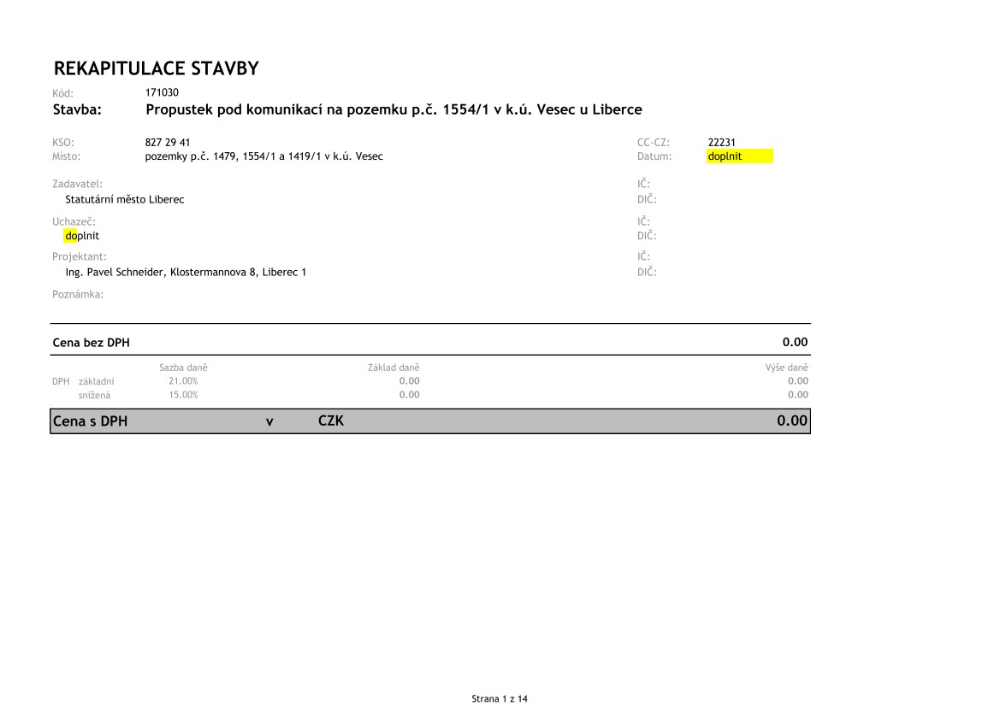 REKAPITULACE STAVBY
Kód: 171030
Stavba: Propustek pod komunikací na pozemku p.č. 1554/1 v k.ú. Vesec u Liberce
KSO: 827 29 41 CC-CZ: 22231
Místo: pozemky p.č. 1479, 1554/1 a 1419/1 v k.ú. Vesec Datum: doplnit
Zadavatel: IČ:
Statutární město Liberec DIČ:
Uchazeč: IČ:
doplnit DIČ:
Projektant: IČ:
Ing. Pavel Schneider, Klostermannova 8, Liberec 1 DIČ:
Poznámka:
Cena bez DPH 0.00
Sazba daně Základ daně Výše daně
DPH základní 21.00% 0.00 0.00
snížená 15.00% 0.00 0.00
Cena s DPH v CZK 0.00
Strana 1 z 14